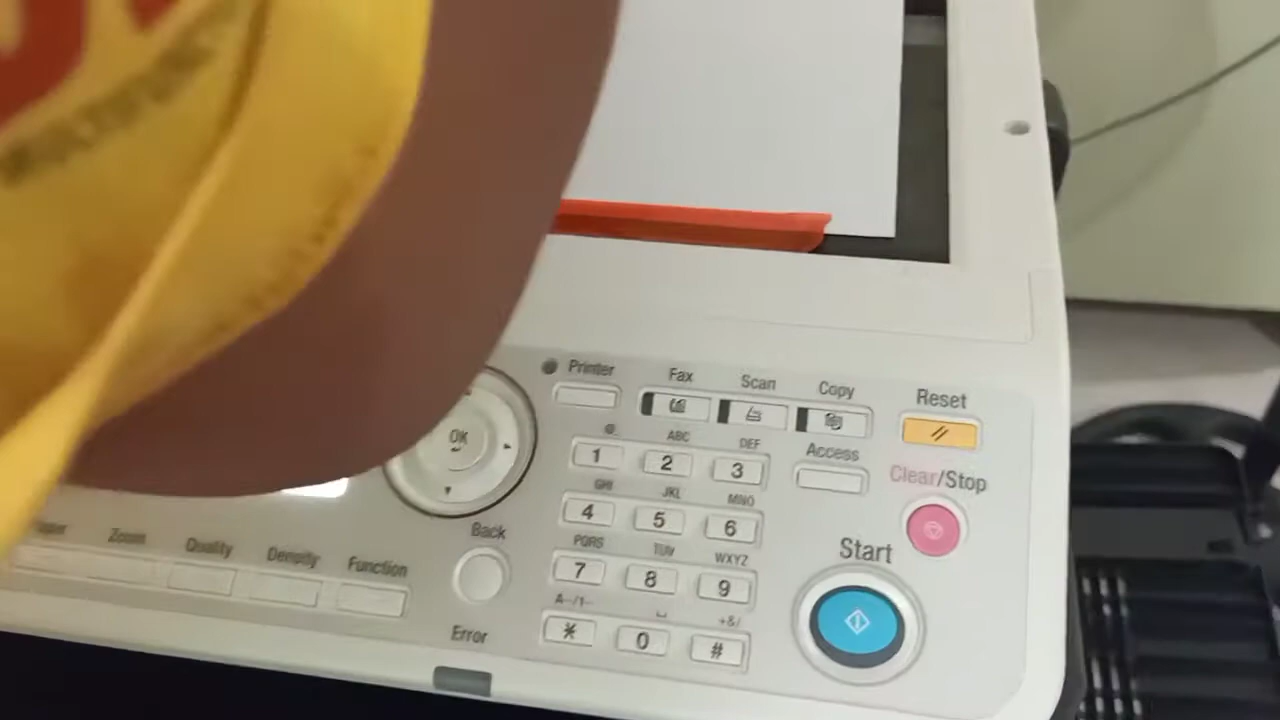 Printer Fax Scan Copy Reset
@. ABC DEF Access
1 2 3
Clear/Stop
GHI JKL MNO
4 5 6
OK
Back
PQRS TUV WXYZ
7 8 9
Start
Zoom Quality Density Function
+&/
* 0 #
Error